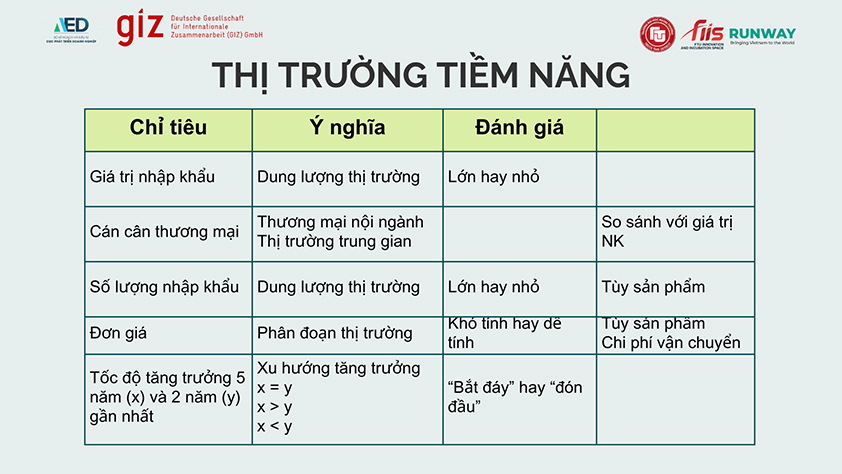 AED
giz
Deutsche Gesellschaft
für Internationale
Zusammenarbeit (GIZ) GmbH
FTU
fiis
FTU INNOVATION
AND INCUBATION SPACE
RUNWAY
Bringing Vietnam to the World
THỊ TRƯỜNG TIỀM NĂNG
Chỉ tiêu
Ý nghĩa
Đánh giá
Giá trị nhập khẩu
Dung lượng thị trường
Lớn hay nhỏ
Cán cân thương mại
Thương mại nội ngành
Thị trường trung gian
So sánh với giá trị
NK
Số lượng nhập khẩu
Dung lượng thị trường
Lớn hay nhỏ
Tùy sản phẩm
Đơn giá
Phân đoạn thị trường
Khó tính hay dễ
tính
Tùy sản phẩm
Chi phí vận chuyển
Tốc độ tăng trưởng 5
năm (x) và 2 năm (y)
gần nhất
Xu hướng tăng trưởng
x = y
x > y
x < y
“Bắt đáy” hay “đón
đầu”